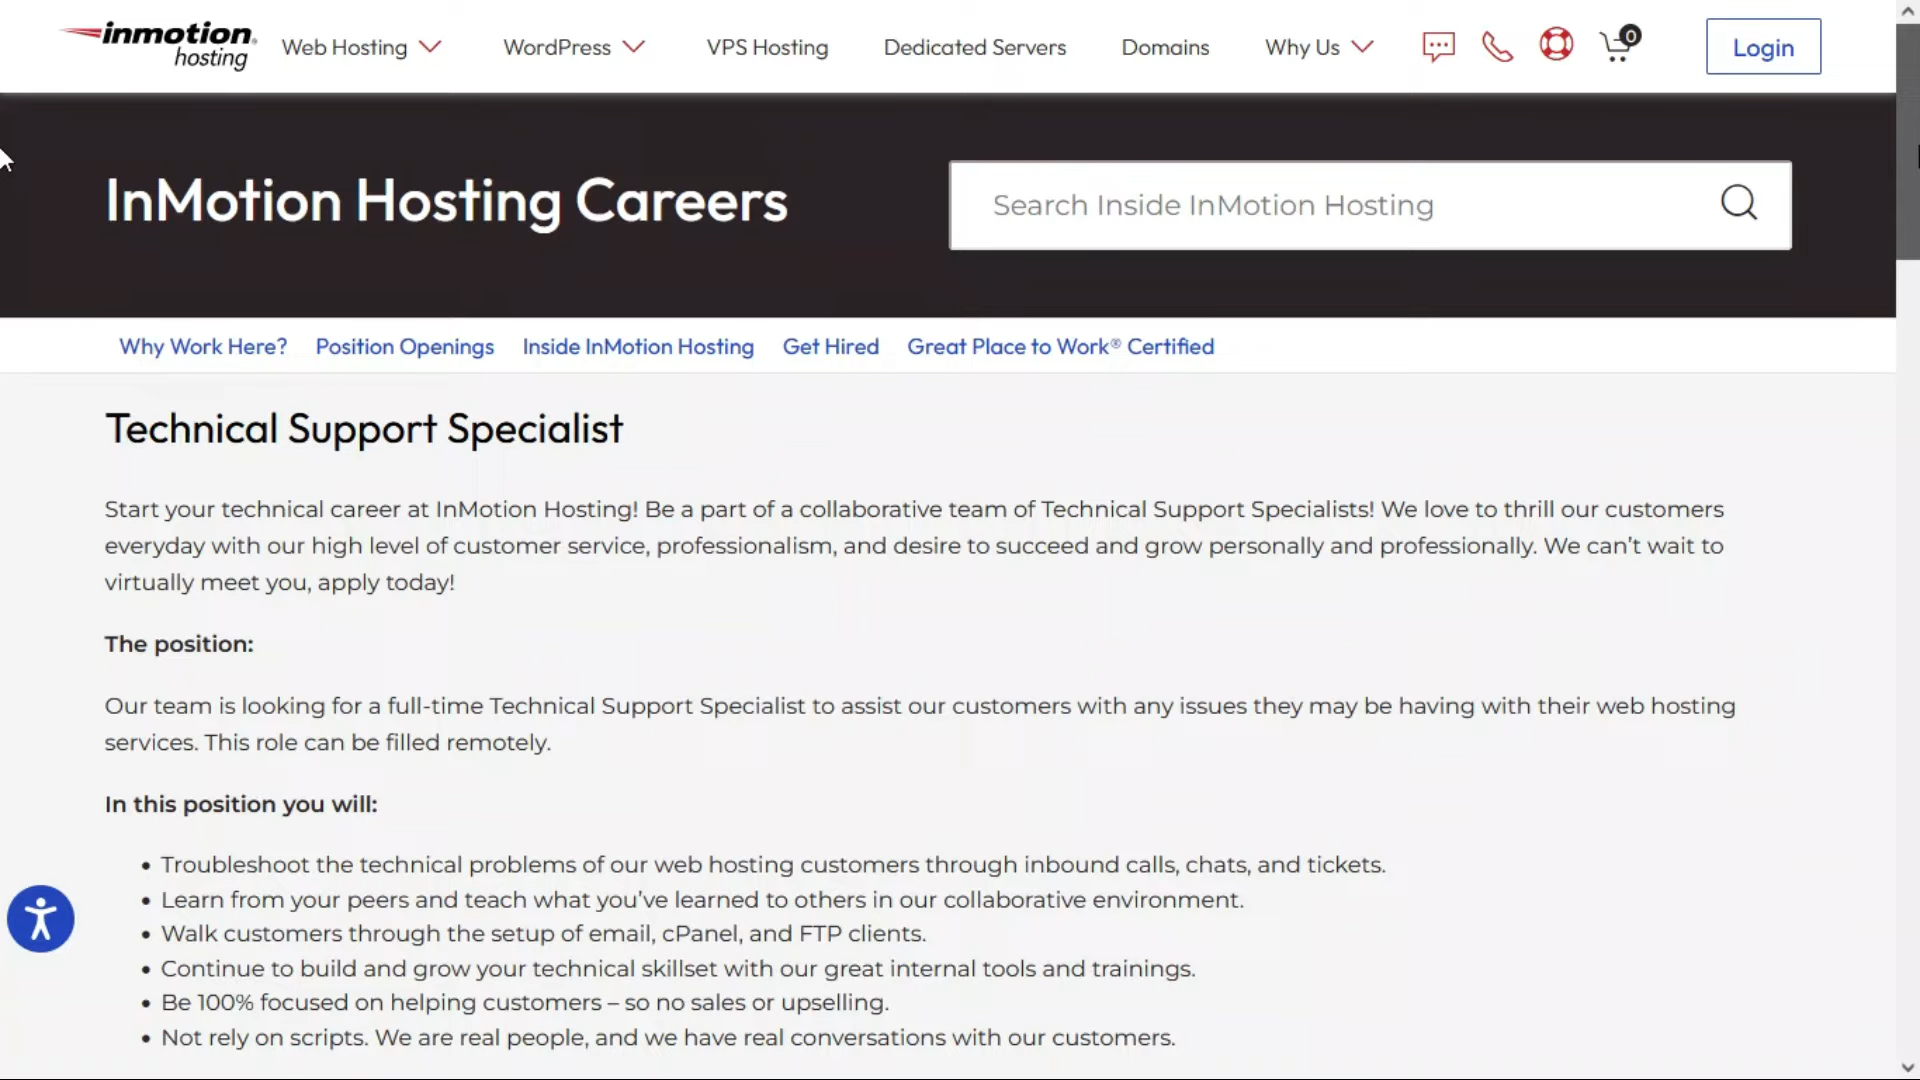 inmotion
hosting
Web Hosting
WordPress
VPS Hosting
Dedicated Servers
Domains
Why Us
0
Login
InMotion Hosting Careers
Search Inside InMotion Hosting
Why Work Here?
Position Openings
Inside InMotion Hosting
Get Hired
Great Place to Work® Certified
Technical Support Specialist
Start your technical career at InMotion Hosting! Be a part of a collaborative team of Technical Support Specialists! We love to thrill our customers
everyday with our high level of customer service, professionalism, and desire to succeed and grow personally and professionally. We can't wait to
virtually meet you, apply today!
The position:
Our team is looking for a full-time Technical Support Specialist to assist our customers with any issues they may be having with their web hosting
services. This role can be filled remotely.
In this position you will:
• Troubleshoot the technical problems of our web hosting customers through inbound calls, chats, and tickets.
• Learn from your peers and teach what you've learned to others in our collaborative environment.
• Walk customers through the setup of email, cPanel, and FTP clients.
• Continue to build and grow your technical skillset with our great internal tools and trainings.
• Be 100% focused on helping customers – so no sales or upselling.
• Not rely on scripts. We are real people, and we have real conversations with our customers.